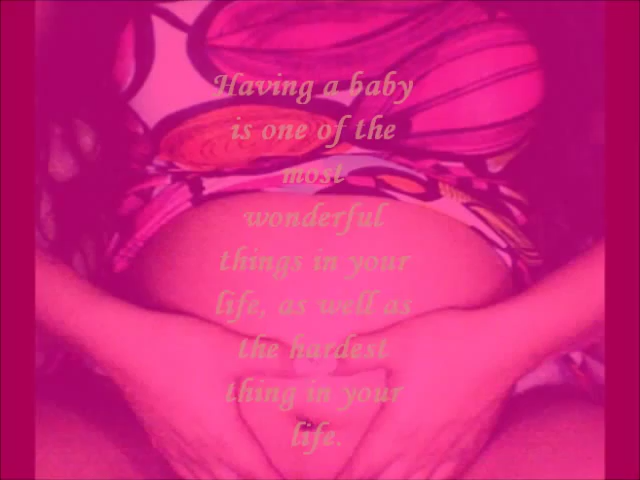 Having a baby
is one of the
most
wonderful
things in your
life, as well as
the hardest
thing in your
life.